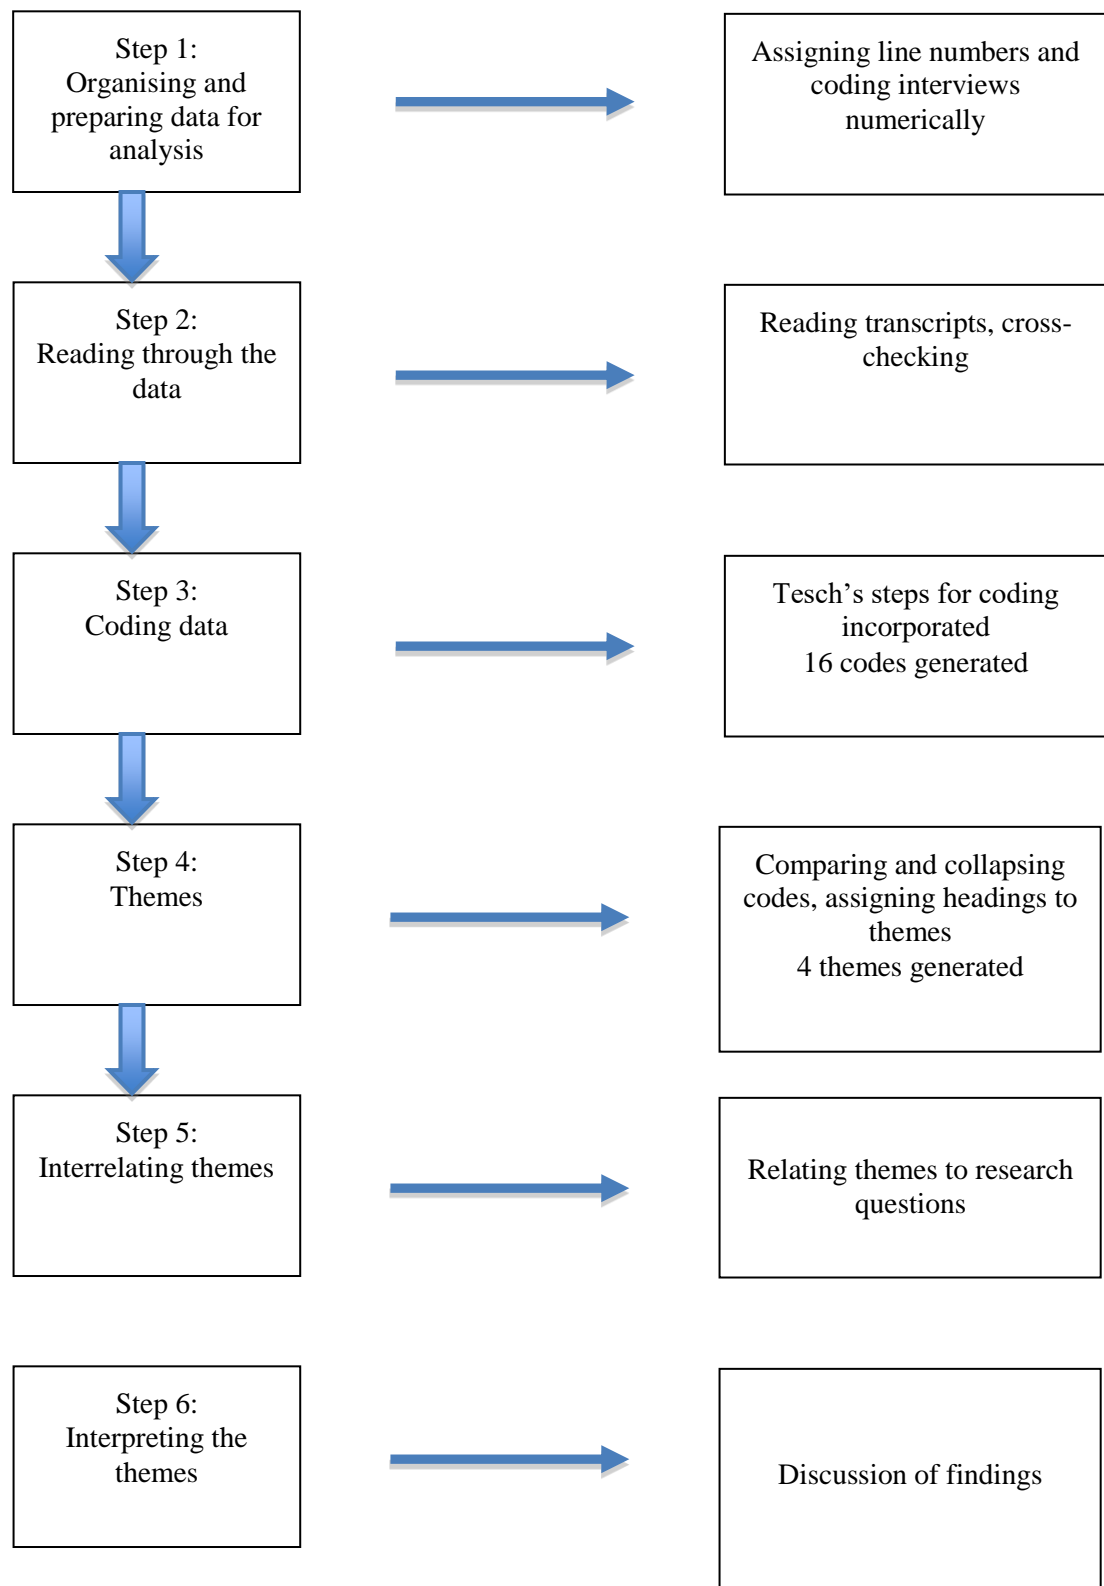 Step 1:
Organising and
preparing data for
analysis
Assigning line numbers and
coding interviews
numerically
Step 2:
Reading through the
data
Reading transcripts, cross-
checking
Step 3:
Coding data
Tesch’s steps for coding
incorporated
16 codes generated
Step 4:
Themes
Comparing and collapsing
codes, assigning headings to
themes
4 themes generated
Step 5:
Interrelating themes
Relating themes to research
questions
Step 6:
Interpreting the
themes
Discussion of findings